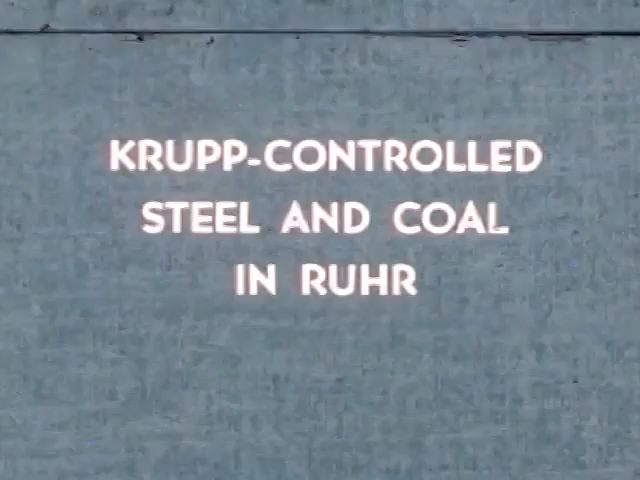 KRUPP-CONTROLLED
STEEL AND COAL
IN RUHR